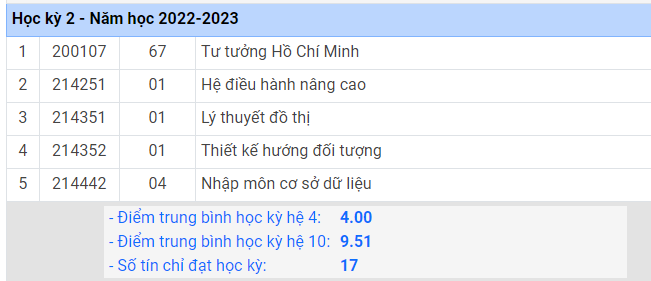 Học kỳ 2 - Năm học 2022-2023
1 200107 67 Tư tưởng Hồ Chí Minh
2 214251 01 Hệ điều hành nâng cao
3 214351 01 Lý thuyết đồ thị
4 214352 01 Thiết kế hướng đối tượng
5 214442 04 Nhập môn cơ sở dữ liệu
- Điểm trung bình học kỳ hệ 4: 4.00
- Điểm trung bình học kỳ hệ 10: 9.51
- Số tín chỉ đạt học kỳ: 17